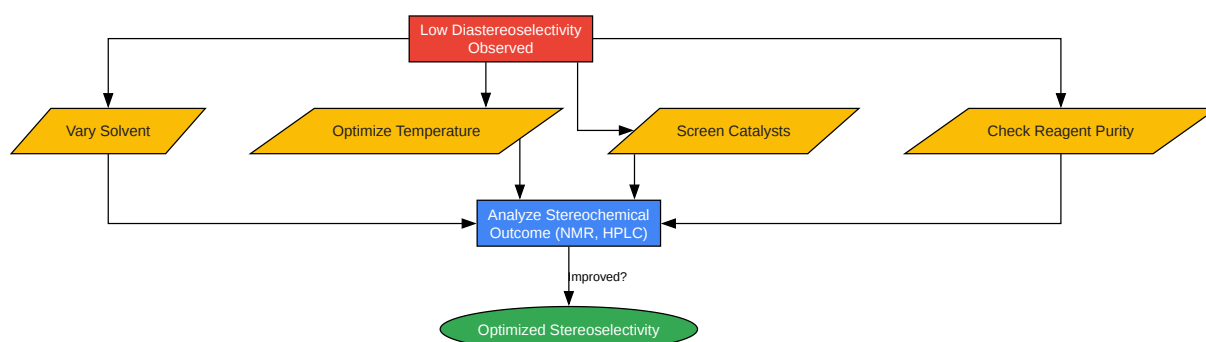 Low Diastereoselectivity
Observed
Vary Solvent
Optimize Temperature
Screen Catalysts
Check Reagent Purity
Analyze Stereochemical
Outcome (NMR, HPLC)
Improved?
Optimized Stereoselectivity